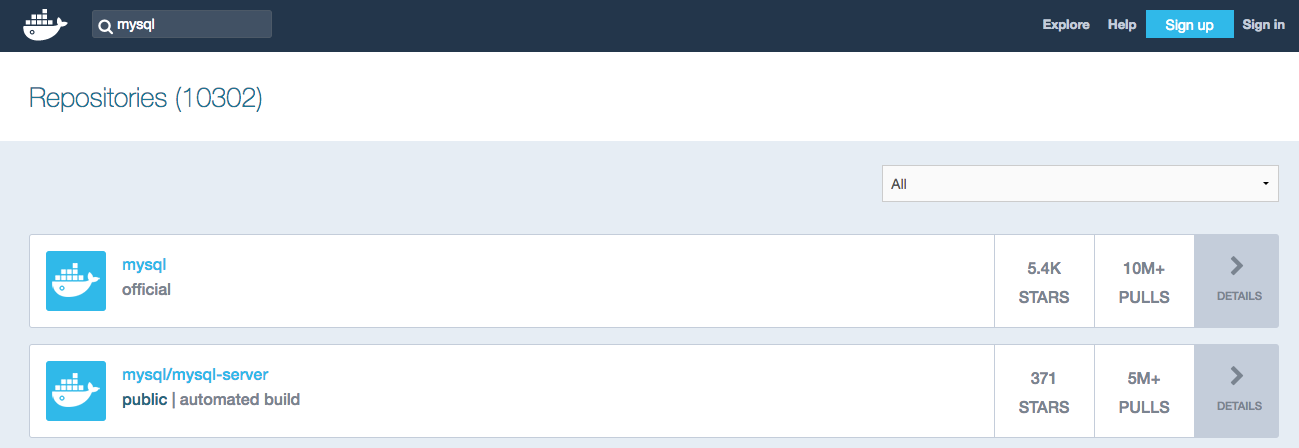 mysql
Explore Help Sign up Sign in
Repositories (10302)
All
mysql
official
5.4K
STARS
10M+
PULLS
DETAILS
mysql/mysql-server
public | automated build
371
STARS
5M+
PULLS
DETAILS